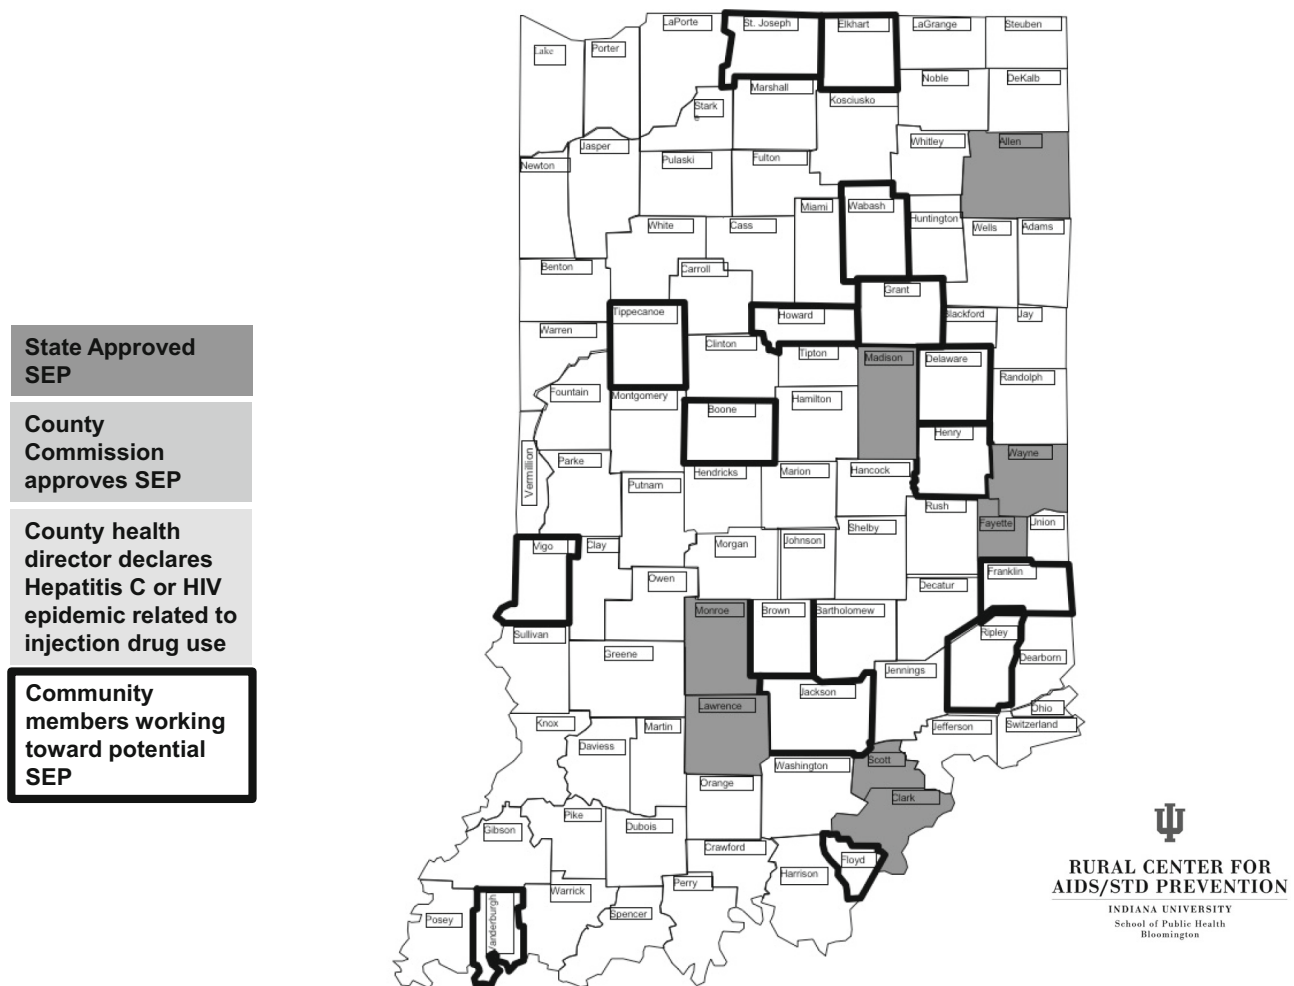 State Approved
SEP
County
Commission
approves SEP
County health
director declares
Hepatitis C or HIV
epidemic related to
injection drug use
Community
members working
toward potential
SEP
LaPorte
St. Joseph
Elkhart
LaGrange
Steuben
Lake
Porter
Noble
DeKalb
Marshall
Kosciusko
Stark
e
Whitley
Allen
Jasper
Pulaski
Fulton
Newton
Miami
Wabash
Huntington
White
Cass
Wells
Adams
Benton
Carroll
Grant
Tippecanoe
Howard
Blackford
Jay
Warren
Clinton
Tipton
Madison
Delaware
Randolph
Fountain
Montgomery
Boone
Hamilton
Henry
Wayne
Vermillion
Parke
Hendricks
Marion
Hancock
Putnam
Rush
Fayette
Union
Shelby
Vigo
Clay
Morgan
Johnson
Franklin
Owen
Decatur
Monroe
Brown
Bartholomew
Sullivan
Ripley
Greene
Dearborn
Jennings
Jackson
Lawrence
Ohio
Knox
Martin
Jefferson
Switzerland
Daviess
Washington
Scott
Orange
Clark
Pike
Dubois
Gibson
Crawford
Floyd
Harrison
Perry
Warrick
Posey
Vanderburgh
Spencer
RURAL CENTER FOR
AIDS/STD PREVENTION
INDIANA UNIVERSITY
School of Public Health
Bloomington